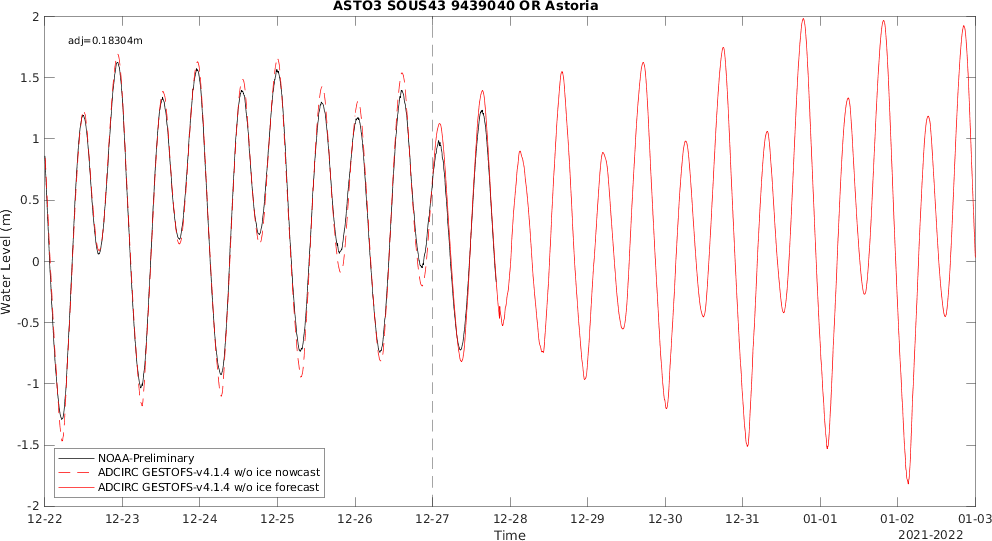 ASTO3 SOUS43 9439040 OR Astoria
adj=0.18304m
2
1.5
1
0.5
0
-0.5
-1
-1.5
-2
Water Level (m)
NOAA-Preliminary
ADCIRC GESTOFS-v4.1.4 w/o ice nowcast
ADCIRC GESTOFS-v4.1.4 w/o ice forecast
12-22 12-23 12-24 12-25 12-26 12-27 12-28 12-29 12-30 12-31 01-01 01-02 01-03
Time
2021-2022